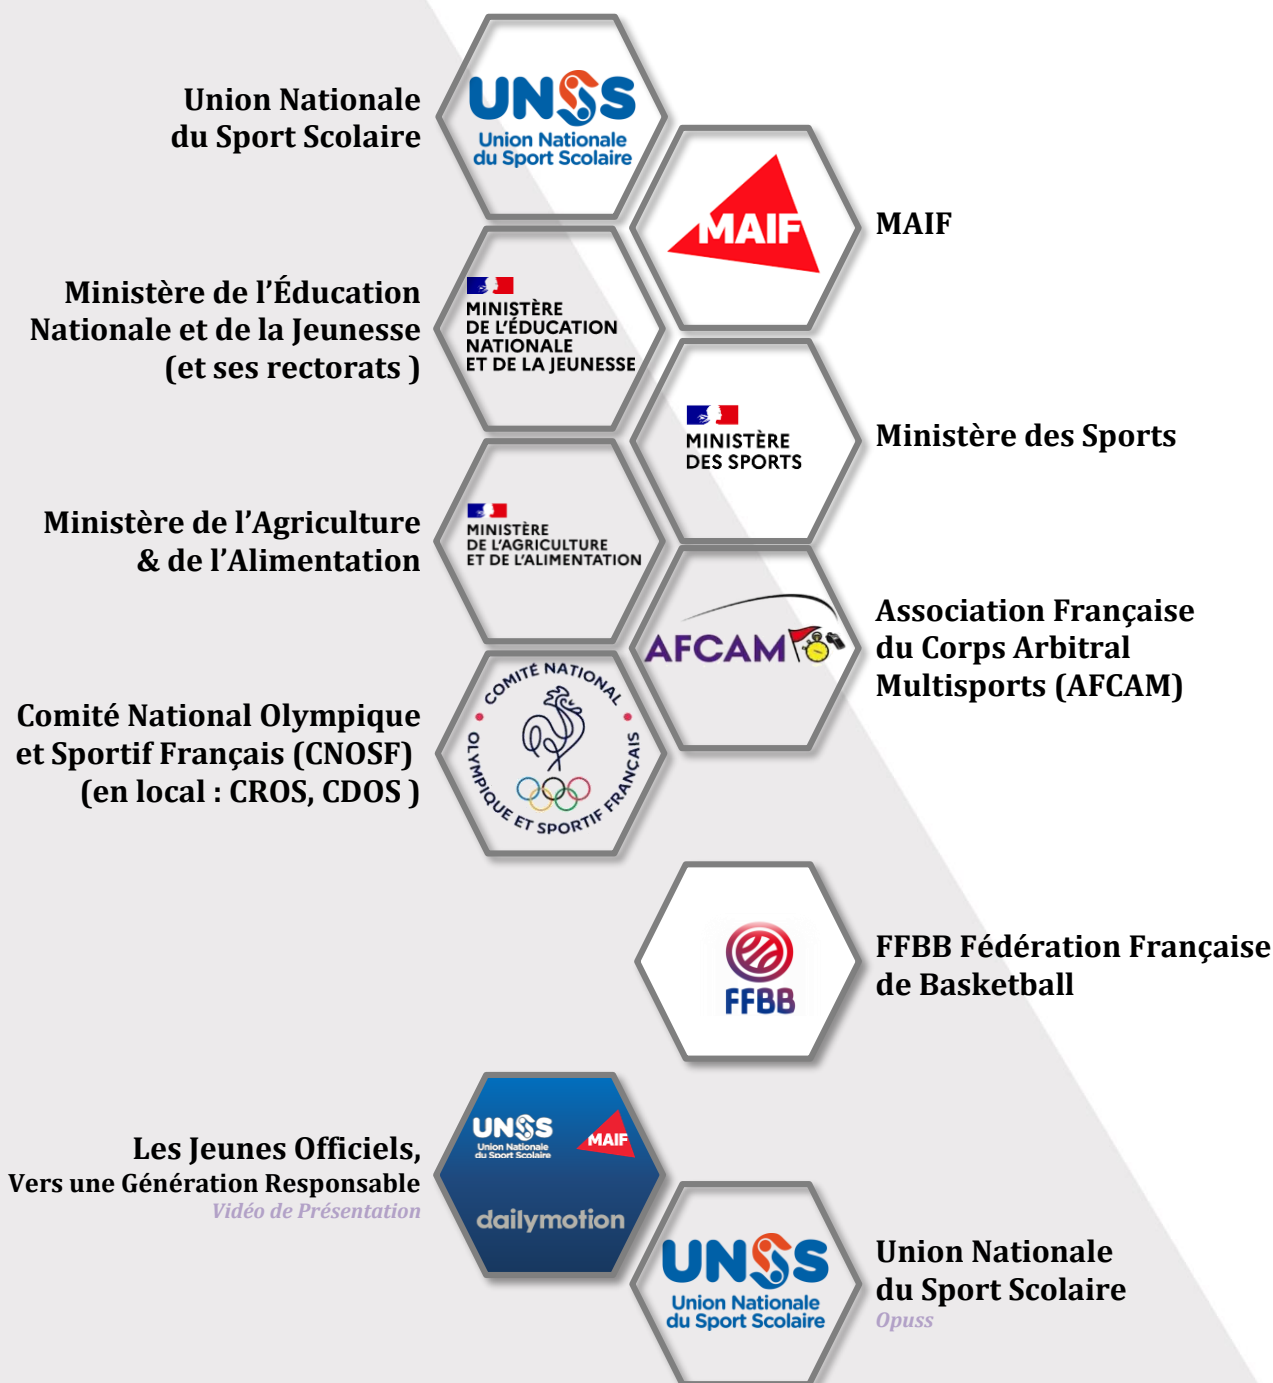 Union Nationale
du Sport Scolaire
UNSS
Union Nationale
du Sport Scolaire
MAIF
MAIF
Ministère de l’Éducation
Nationale et de la Jeunesse
(et ses rectorats )
MINISTÈRE
DE L’ÉDUCATION
NATIONALE
ET DE LA JEUNESSE
MINISTÈRE
DES SPORTS
Ministère des Sports
Ministère de l’Agriculture
& de l’Alimentation
MINISTÈRE
DE L’AGRICULTURE
ET DE L’ALIMENTATION
AFCAM
Association Française
du Corps Arbitral
Multisports (AFCAM)
Comité National Olympique
et Sportif Français (CNOSF)
(en local : CROS, CDOS )
COMITÉ NATIONAL
OLYMPIQUE ET SPORTIF FRANÇAIS
FFBB
FFBB Fédération Française
de Basketball
Les Jeunes Officiels,
Vers une Génération Responsable
Vidéo de Présentation
UNSS
Union Nationale
du Sport Scolaire
MAIF
dailymotion
UNSS
Union Nationale
du Sport Scolaire
Union Nationale
du Sport Scolaire
Opuss